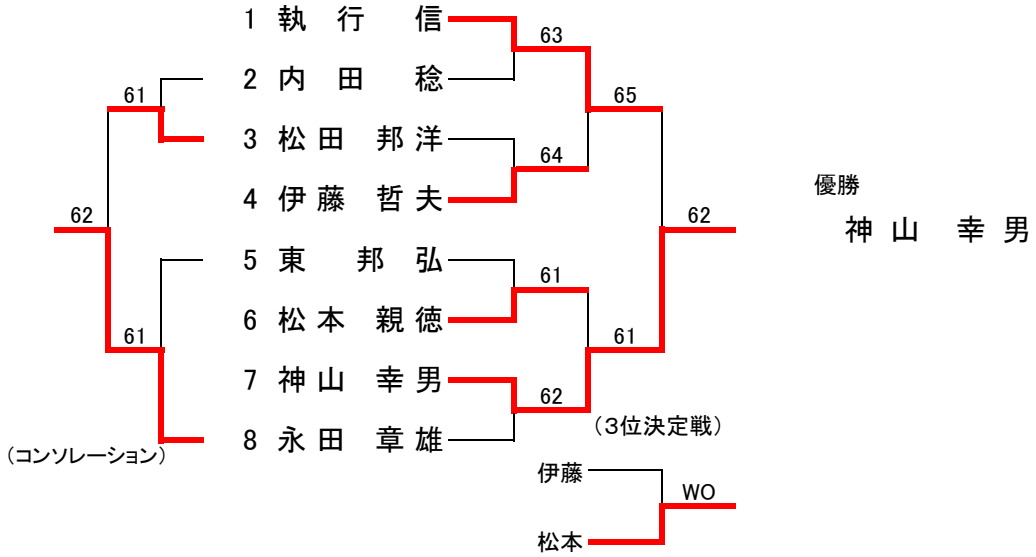 1 執行 信
63
2 内田 稔
61
65
3 松田 邦洋
64
4 伊藤 哲夫
優勝
62
62
神山 幸男
5 東 邦弘
61
6 松本 親徳
61
61
7 神山 幸男
62
(3位決定戦)
8 永田 章雄
(コンソレーション)
伊藤
WO
松本